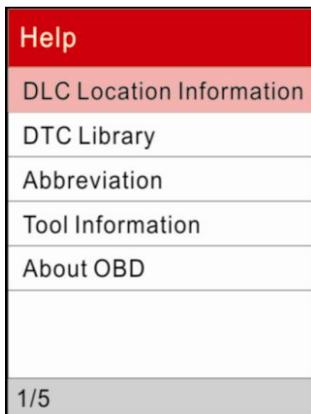 Help
DLC Location Information
DTC Library
Abbreviation
Tool Information
About OBD
1/5